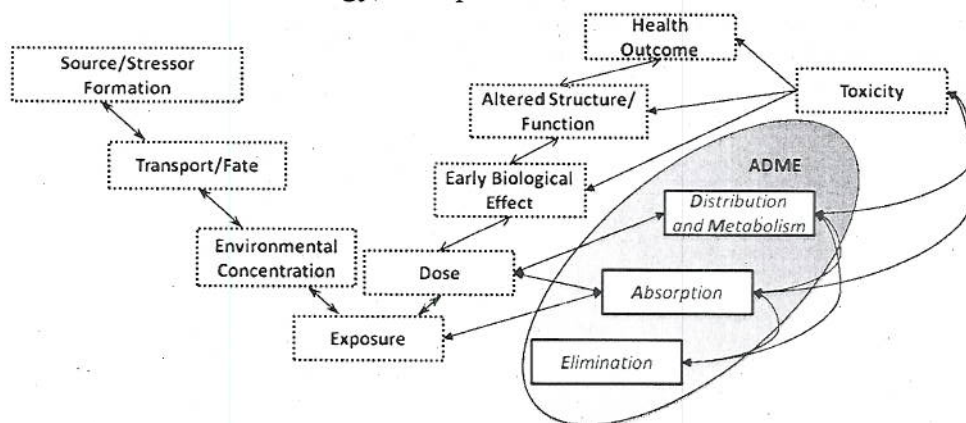 Health
Outcome
Source/Stressor
Formation
Altered Structure/
Function
Toxicity
Transport/Fate
ADME
Early Biological
Effect
Distribution
and Metabolism
Environmental
Concentration
Dose
Absorption
Exposure
Elimination